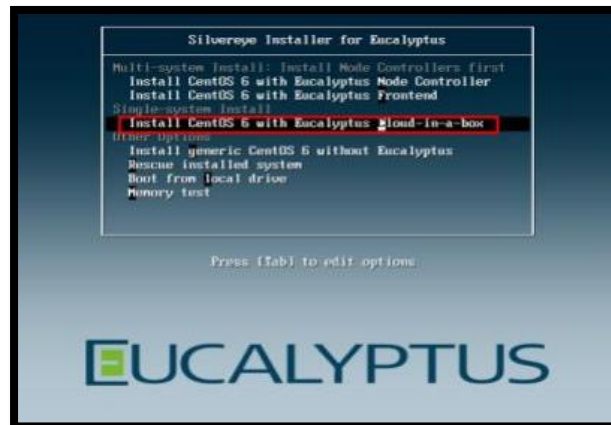 Silvereye Installer for Eucalyptus
Multi-system Install: Install Node Controllers first
Install CentOS 6 with Eucalyptus Node Controller
Install CentOS 6 with Eucalyptus Frontend
Single-system Install
Install CentOS 6 with Eucalyptus Cloud-in-a-box
Other Options
Install generic CentOS 6 without Eucalyptus
Rescue installed system
Boot from local drive
Memory test
Press [Tab] to edit options
EUCALYPTUS